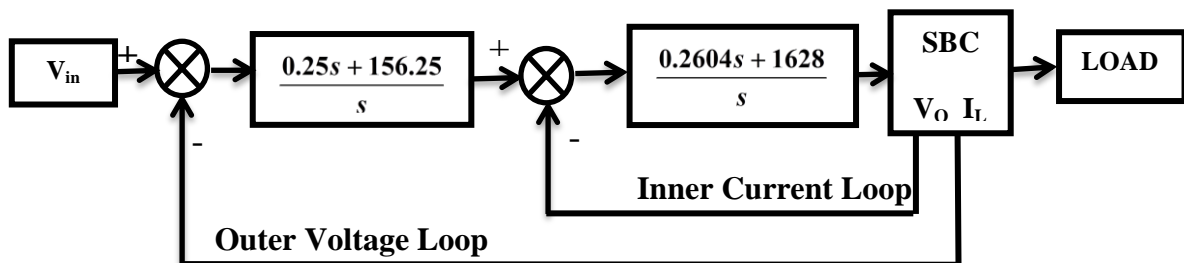 V_in
+
-
0.25s + 156.25
s
+
-
0.2604s + 1628
s
SBC
V_O I_L
LOAD
Inner Current Loop
Outer Voltage Loop